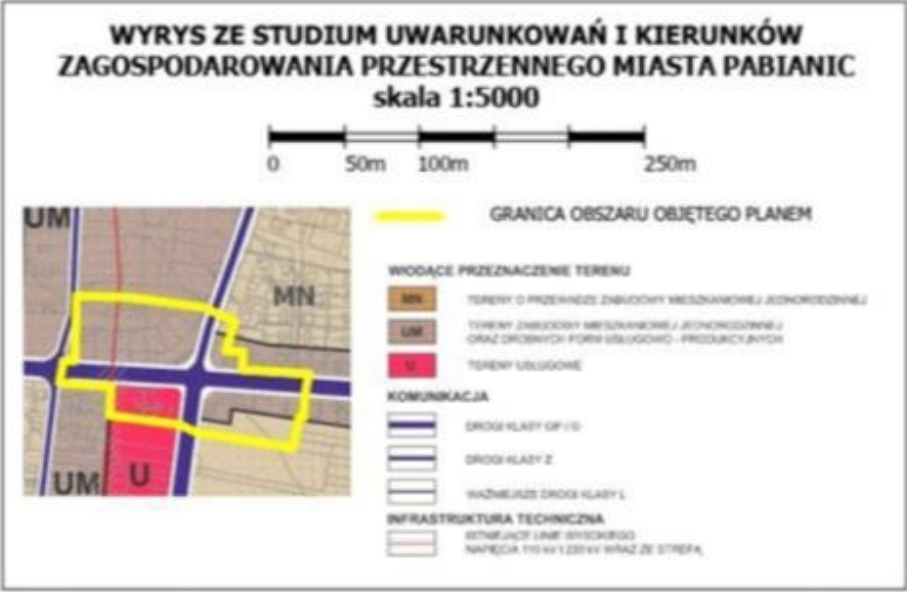 WYRYS ZE STUDIUM UWARUNKOWAŃ I KIERUNKÓW
ZAGOSPODAROWANIA PRZESTRZENNEGO MIASTA PABIANIC
skala 1:5000
0 50m 100m 250m
UM
MN
UM
U
GRANICA OBSZARU OBJĘTEGO PLANEM
WIODĄCE PRZEZNACZENIE TERENU
MN TERENY O PRZEWADZE ZABUDOWY MIESZKANIOWEJ JEDNORODZINNEJ
UM TERENY ZABUDOWY MIESZKANIOWEJ JEDNORODZINNEJ
ORAZ DROBNYCH FORM USŁUGOWO - PRODUKCYJNYCH
U TERENY USŁUGOWE
KOMUNIKACJA
DROGI KLASY GP I G
DROGI KLASY Z
WAŻNIEJSZE DROGI KLASY L
INFRASTRUKTURA TECHNICZNA
ISTNIEJĄCE LINIE WYSOKIEGO
NAPIĘCIA 110 kV I 220 kV WRAZ ZE STREFĄ